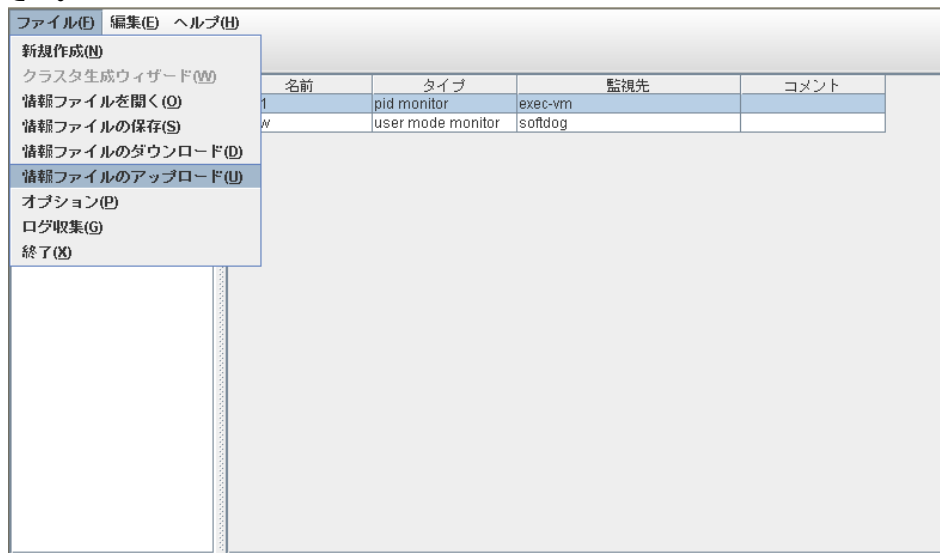 ファイル(F) 編集(E) ヘルプ(H)
新規作成(N)
クラスタ生成ウィザード(W)
情報ファイルを開く(O)
情報ファイルの保存(S)
情報ファイルのダウンロード(D)
情報ファイルのアップロード(U)
オプション(P)
ログ収集(G)
終了(X)
名前 タイプ 監視先 コメント
1 pid monitor exec-vm
w user mode monitor softdog